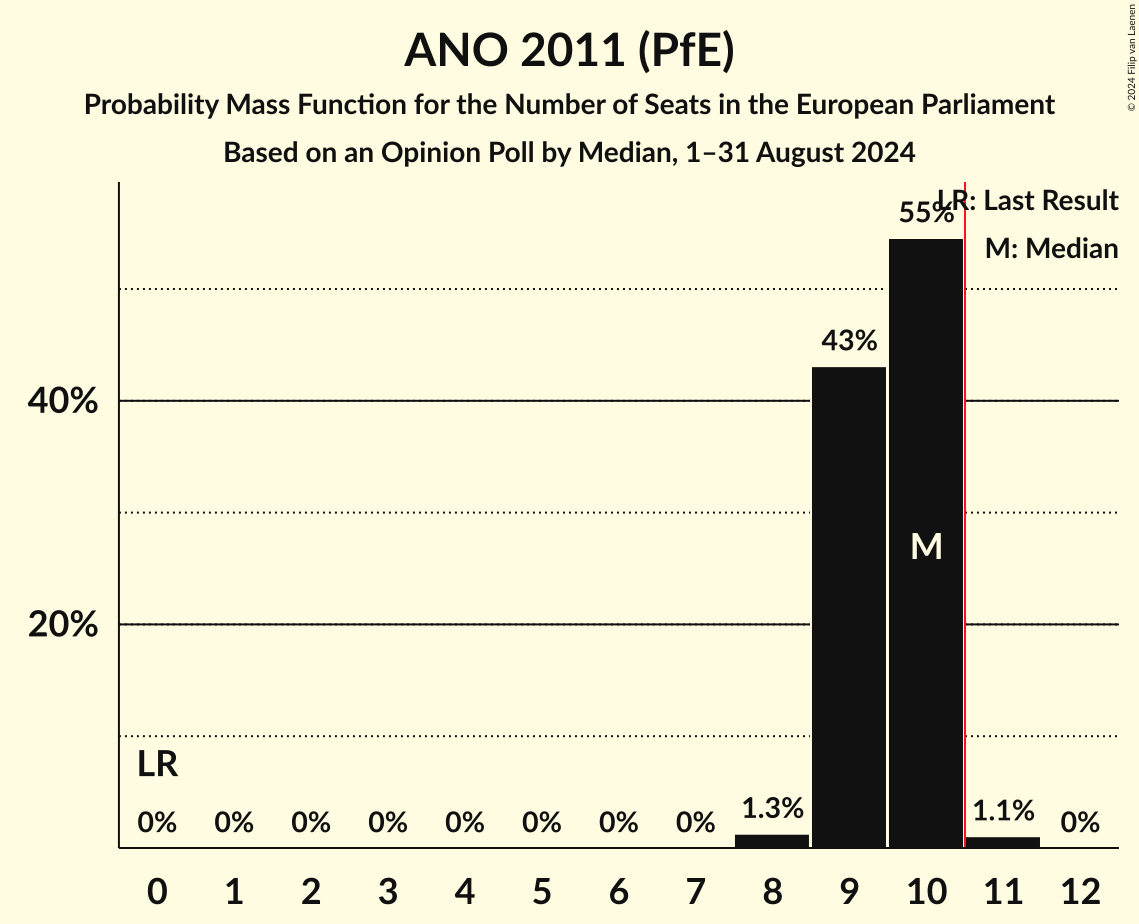 ANO 2011 (PfE)
Probability Mass Function for the Number of Seats in the European Parliament
Based on an Opinion Poll by Median, 1–31 August 2024
© 2024 Filip van Laenen
LR: Last Result
M: Median
55%
43%
40%
M
20%
LR
0% 0% 0% 0% 0% 0% 0% 0% 1.3% 1.1% 0%
0 1 2 3 4 5 6 7 8 9 10 11 12